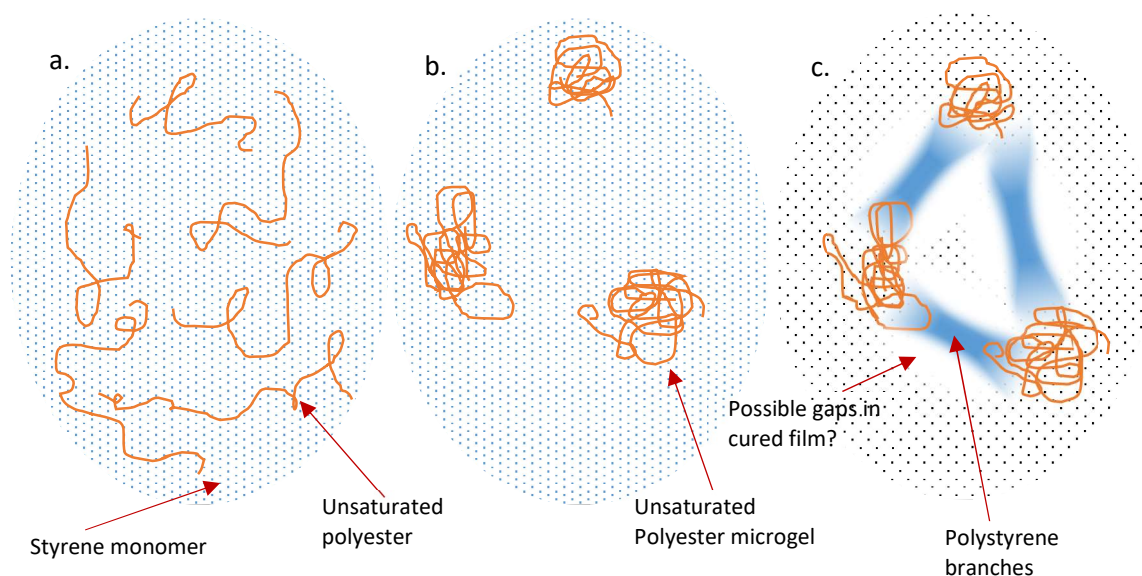 a.
b.
c.
Possible gaps in
cured film?
Styrene monomer
Unsaturated
polyester
Unsaturated
Polyester microgel
Polystyrene
branches